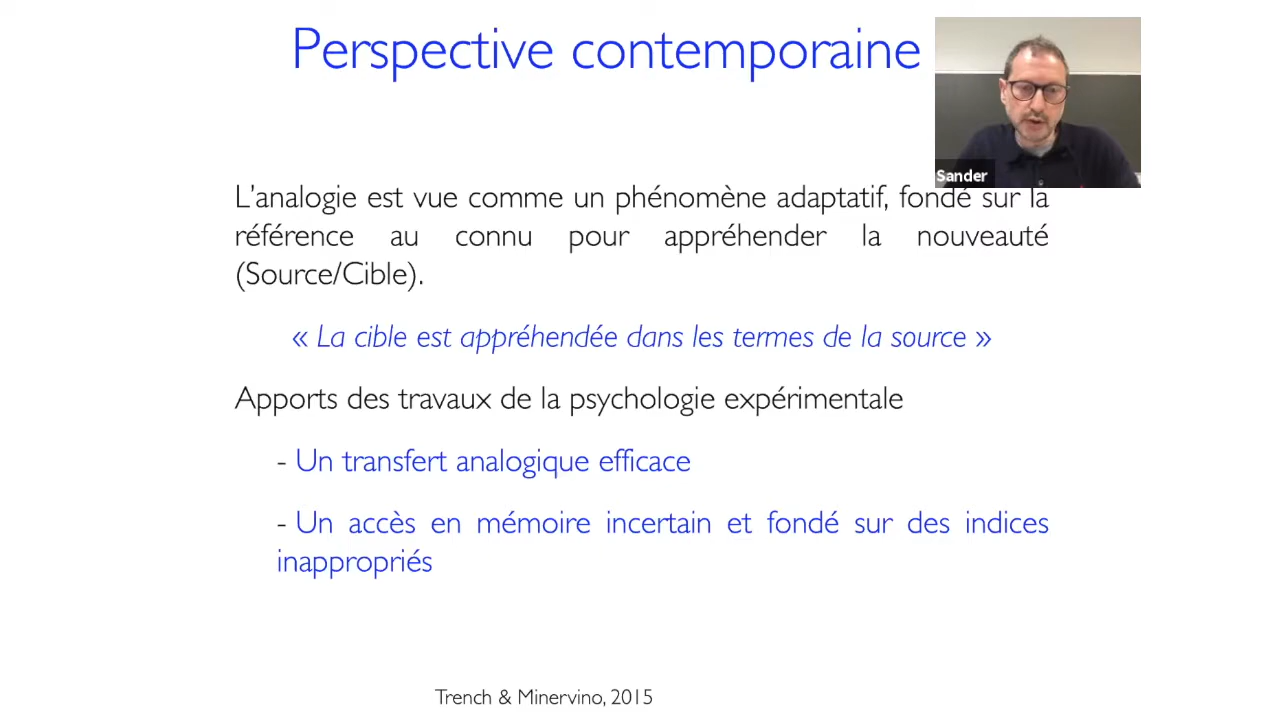 Perspective contemporaine
Sander
L'analogie est vue comme un phénomène adaptatif, fondé sur la
référence au connu pour appréhender la nouveauté
(Source/Cible).
« La cible est appréhendée dans les termes de la source »
Apports des travaux de la psychologie expérimentale
- Un transfert analogique efficace
- Un accès en mémoire incertain et fondé sur des indices
inappropriés
Trench & Minervino, 2015